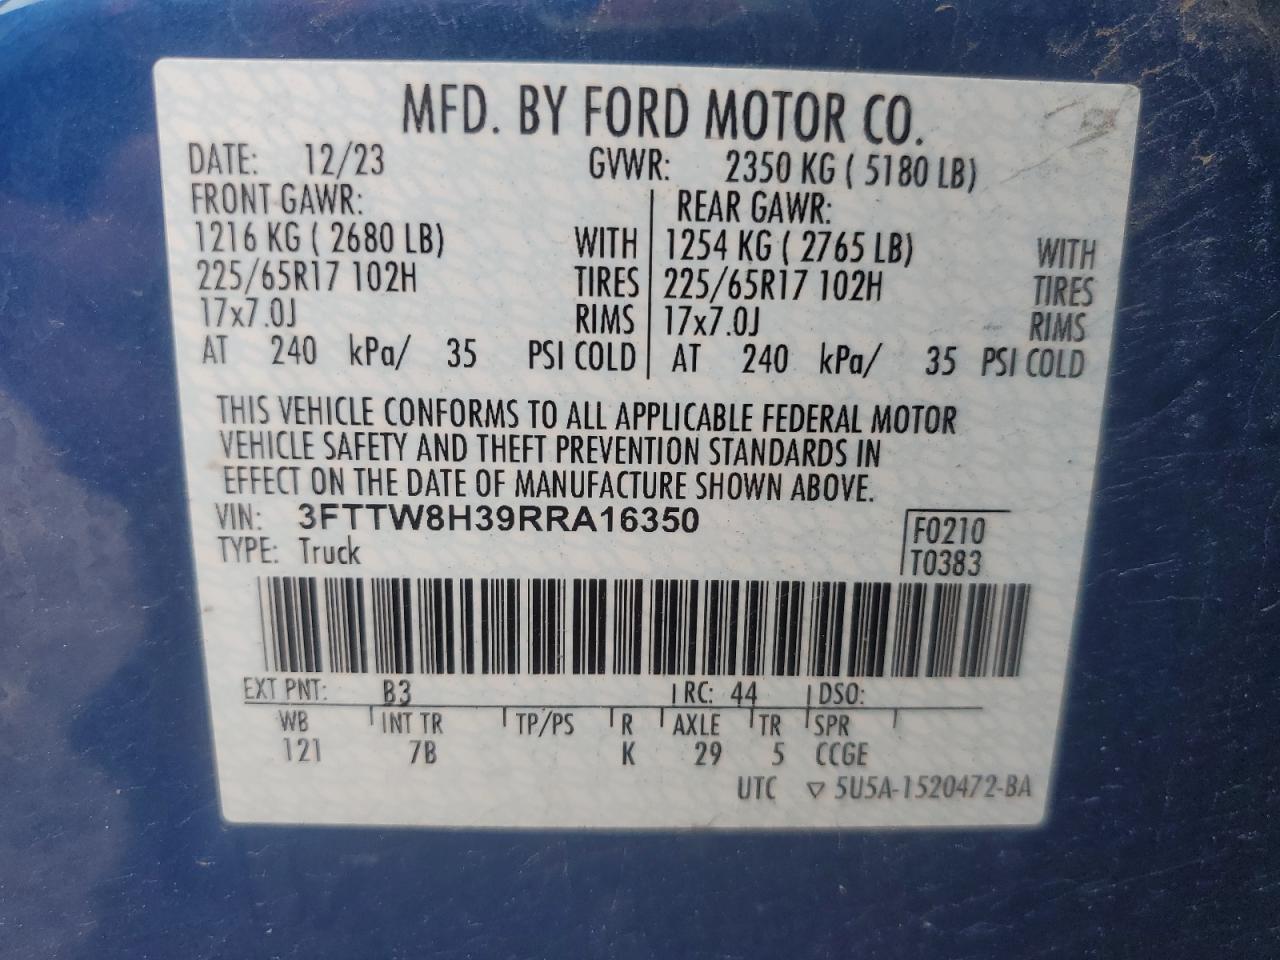 MFD. BY FORD MOTOR CO.
DATE: 12/23 GVWR: 2350 KG ( 5180 LB)
FRONT GAWR: REAR GAWR:
1216 KG ( 2680 LB) WITH 1254 KG ( 2765 LB) WITH
225/65R17 102H TIRES 225/65R17 102H TIRES
17x7.0J RIMS 17x7.0J RIMS
AT 240 kPa/ 35 PSI COLD AT 240 kPa/ 35 PSI COLD
THIS VEHICLE CONFORMS TO ALL APPLICABLE FEDERAL MOTOR
VEHICLE SAFETY AND THEFT PREVENTION STANDARDS IN
EFFECT ON THE DATE OF MANUFACTURE SHOWN ABOVE.
VIN: 3FTTW8H39RRA16350 F0210
TYPE: Truck T0383
EXT PNT: B3 RC: 44 DSO:
WB INT TR TP/PS R AXLE TR SPR
121 7B K 29 5 CCGE
UTC ▽ 5U5A-1520472-BA